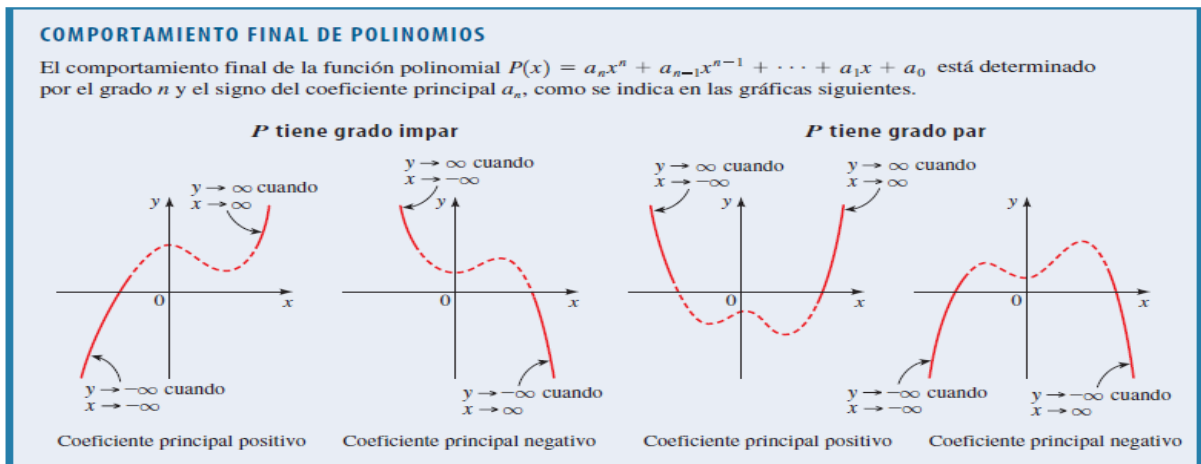 COMPORTAMIENTO FINAL DE POLINOMIOS
El comportamiento final de la función polinomial P(x) = aₙxⁿ + aₙ₋₁xⁿ⁻¹ + · · · + a₁x + a₀ está determinado
por el grado n y el signo del coeficiente principal aₙ, como se indica en las gráficas siguientes.
P tiene grado impar
P tiene grado par
y → ∞ cuando
x → ∞
y
0
x
y → −∞ cuando
x → −∞
Coeficiente principal positivo
y → ∞ cuando
x → −∞
y
0
x
y → −∞ cuando
x → ∞
Coeficiente principal negativo
y → ∞ cuando
x → −∞
y → ∞ cuando
x → ∞
y
0
x
Coeficiente principal positivo
y
0
x
y → −∞ cuando
x → −∞
y → −∞ cuando
x → ∞
Coeficiente principal negativo